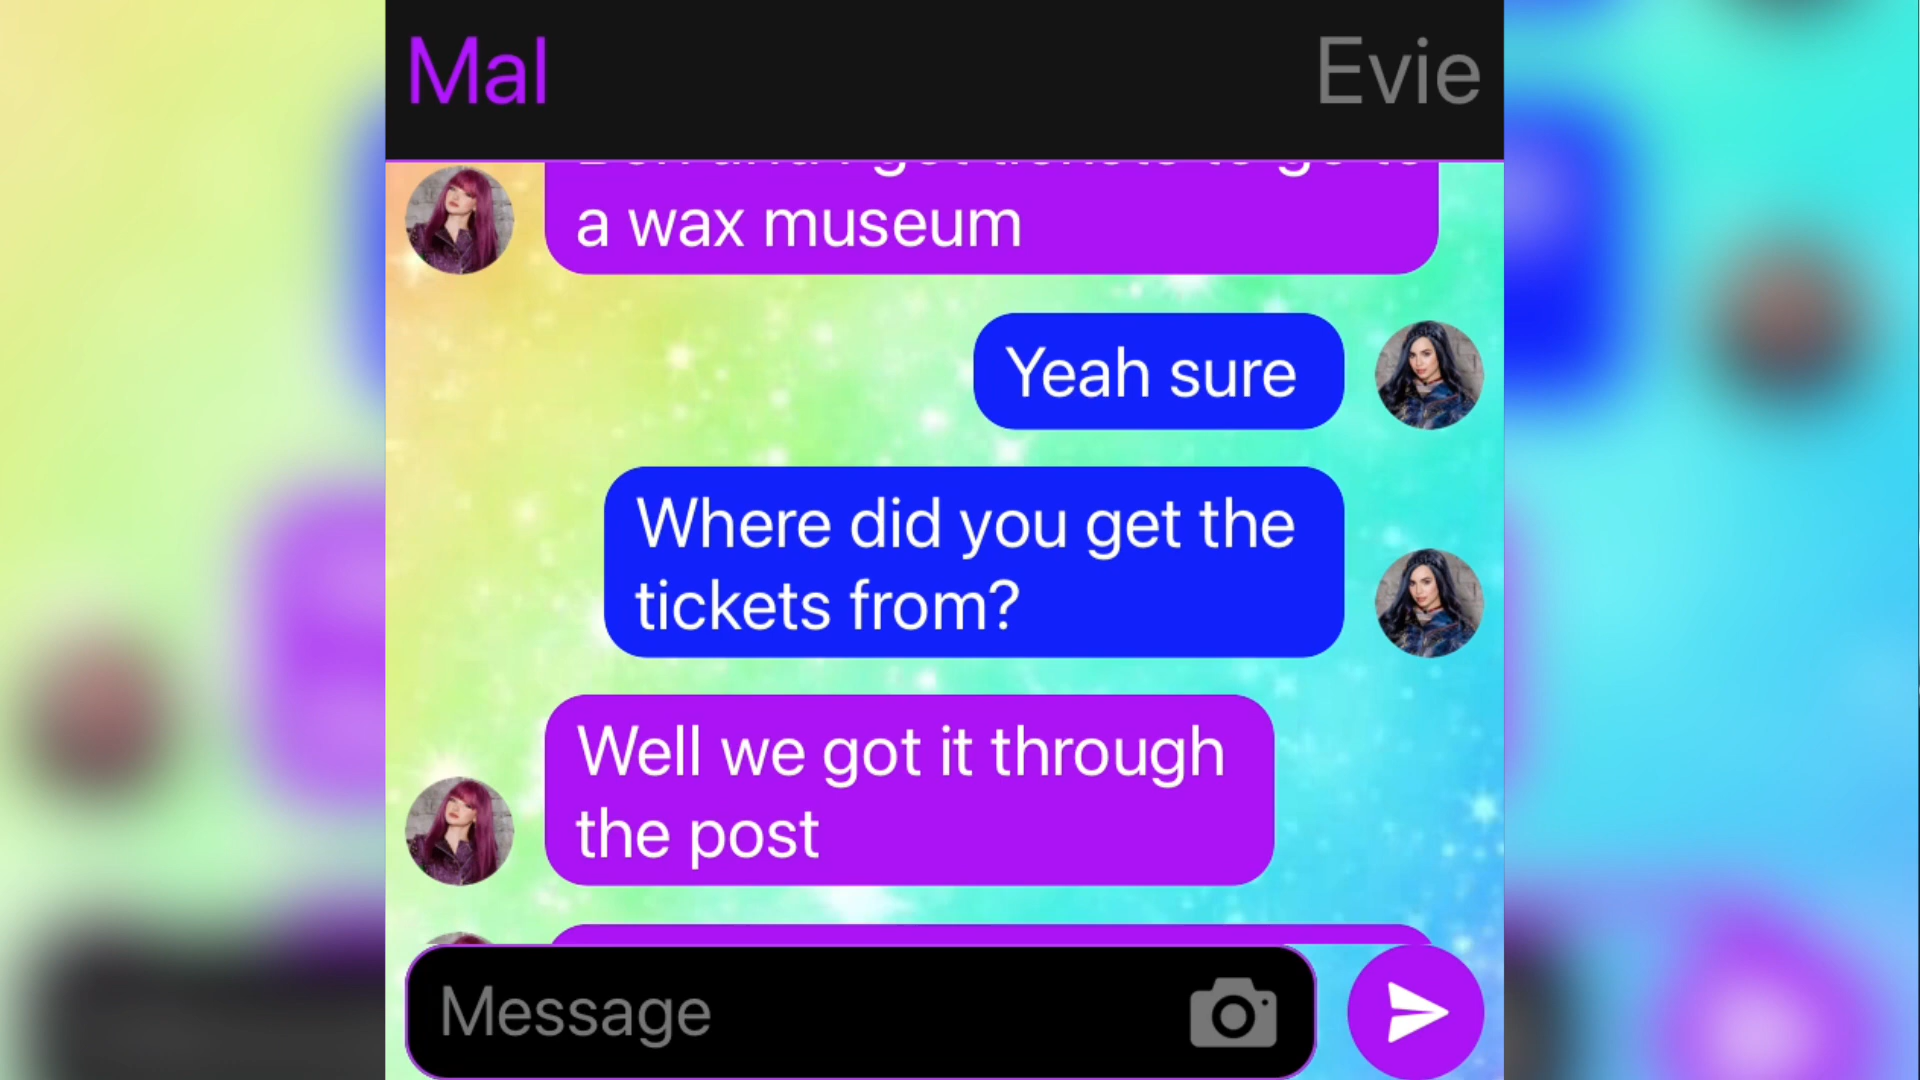 Mal
Evie
a wax museum
Yeah sure
Where did you get the
tickets from?
Well we got it through
the post
Message